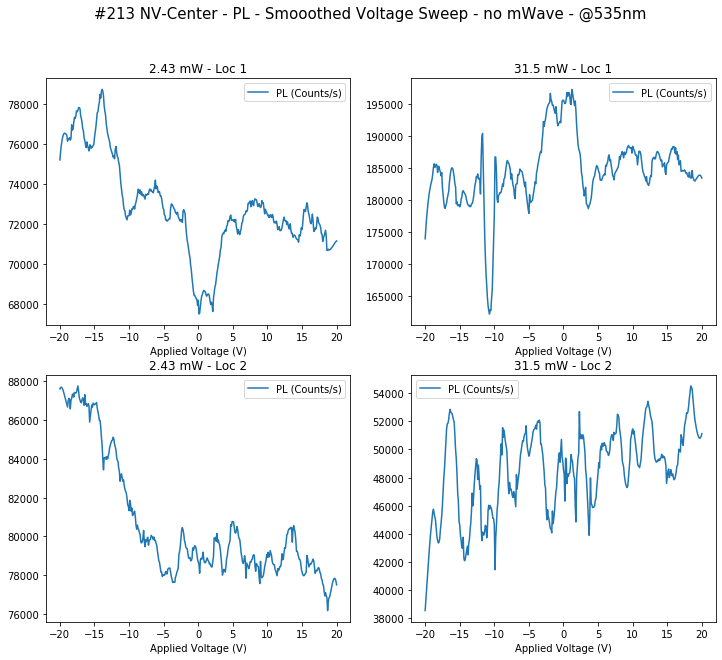 #213 NV-Center - PL - Smooothed Voltage Sweep - no mWave - @535nm
2.43 mW - Loc 1
PL (Counts/s)
78000
76000
74000
72000
70000
68000
−20 −15 −10 −5 0 5 10 15 20
Applied Voltage (V)
31.5 mW - Loc 1
PL (Counts/s)
195000
190000
185000
180000
175000
170000
165000
−20 −15 −10 −5 0 5 10 15 20
Applied Voltage (V)
2.43 mW - Loc 2
PL (Counts/s)
88000
86000
84000
82000
80000
78000
76000
−20 −15 −10 −5 0 5 10 15 20
Applied Voltage (V)
31.5 mW - Loc 2
PL (Counts/s)
54000
52000
50000
48000
46000
44000
42000
40000
38000
−20 −15 −10 −5 0 5 10 15 20
Applied Voltage (V)